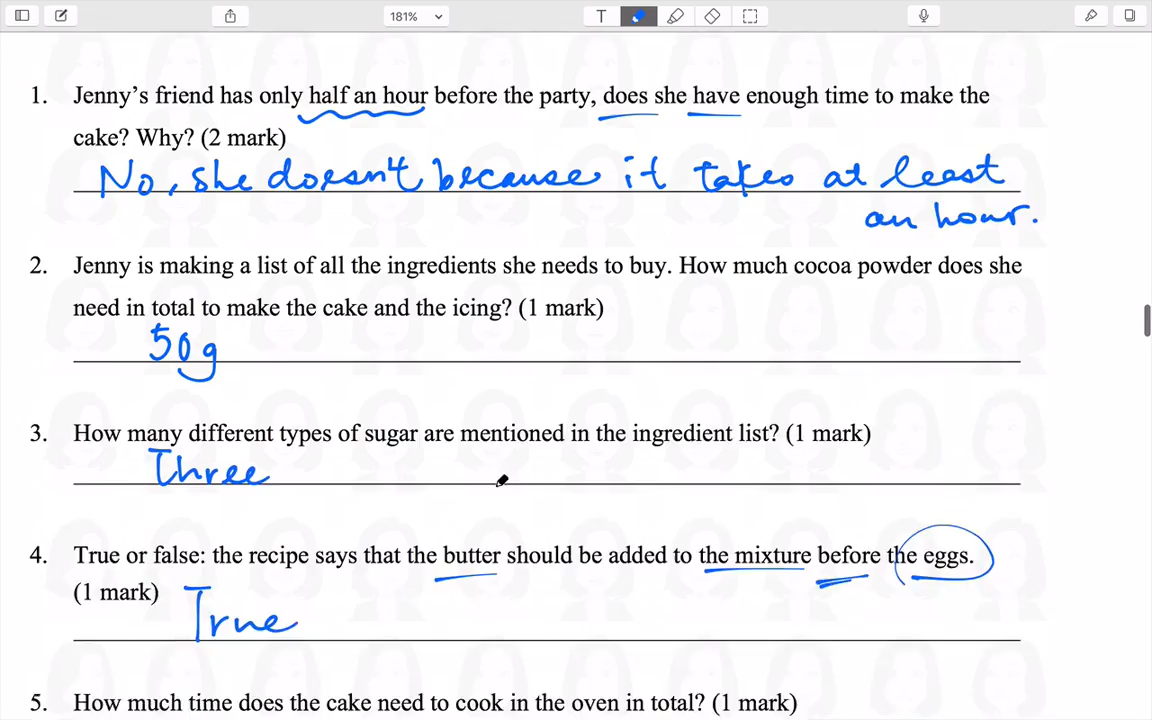 181%
T
1. Jenny's friend has only half an hour before the party, does she have enough time to make the
cake? Why? (2 mark)
No, she doesn't because it takes at least
an hour.
2. Jenny is making a list of all the ingredients she needs to buy. How much cocoa powder does she
need in total to make the cake and the icing? (1 mark)
50g
3. How many different types of sugar are mentioned in the ingredient list? (1 mark)
Three
4. True or false: the recipe says that the butter should be added to the mixture before the eggs.
(1 mark)
True
5. How much time does the cake need to cook in the oven in total? (1 mark)